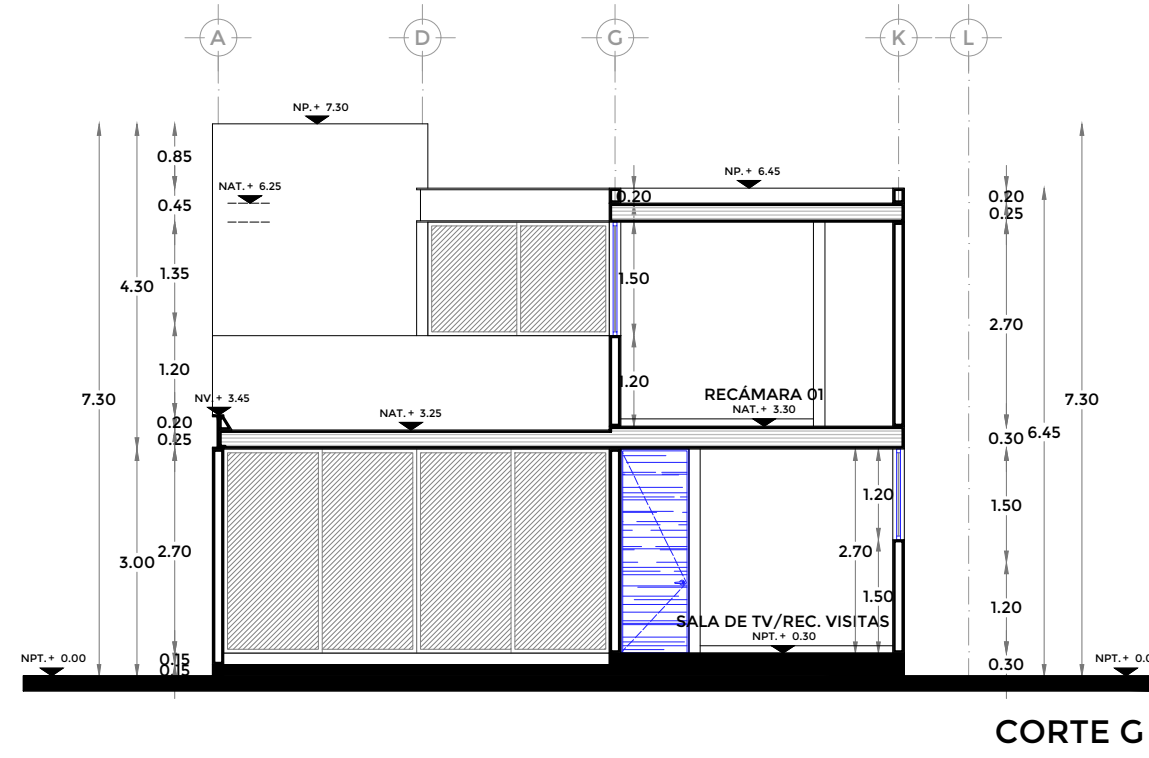 A
D
G
K
L
NP.+ 7.30
0.85
NAT.+ 6.25
0.45
NP.+ 6.45
0.20
0.20
0.25
1.35
4.30
1.50
2.70
1.20
1.20
RECÁMARA 01
NAT.+ 3.30
7.30
NV.+ 3.45
NAT.+ 3.25
7.30
0.20
0.25
0.30
6.45
1.20
1.50
3.00
2.70
2.70
1.50
1.20
SALA DE TV/REC. VISITAS
NPT.+ 0.30
NPT.+ 0.00
0.15
0.15
0.30
NPT.+ 0.0
CORTE G